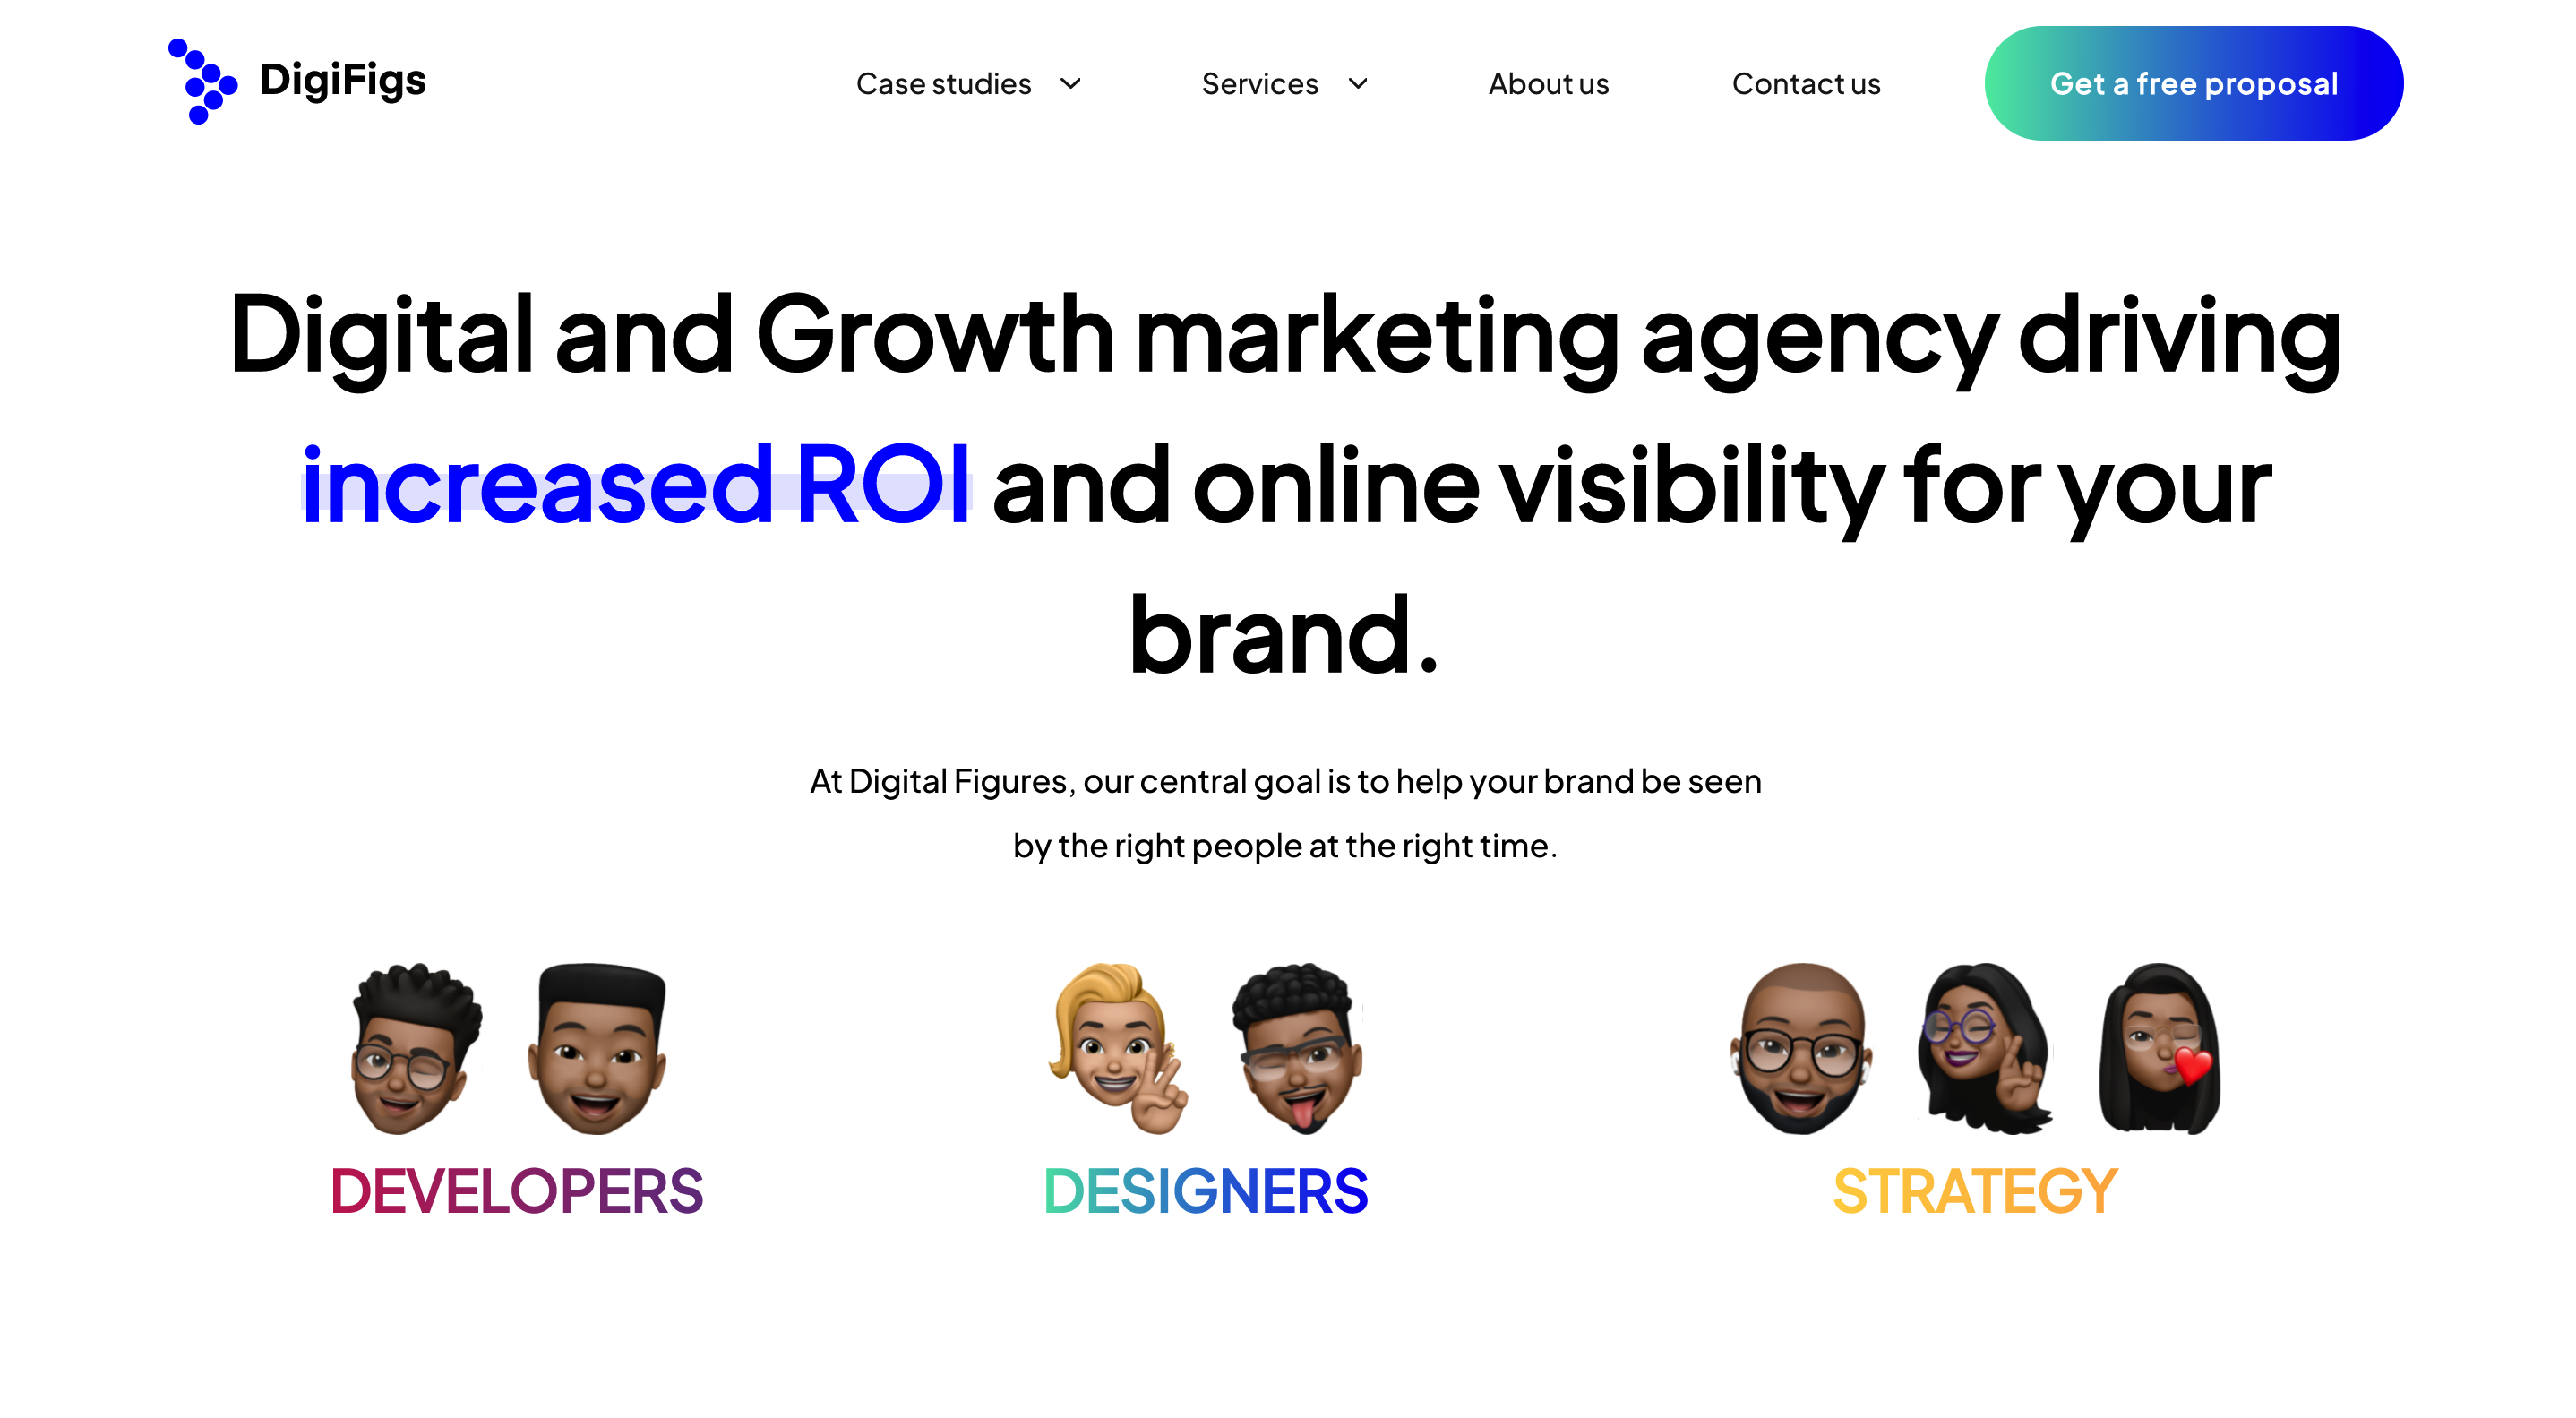 DigiFigs
Case studies
Services
About us
Contact us
Get a free proposal
Digital and Growth marketing agency driving
increased ROI and online visibility for your
brand.
At Digital Figures, our central goal is to help your brand be seen
by the right people at the right time.
DEVELOPERS
DESIGNERS
STRATEGY